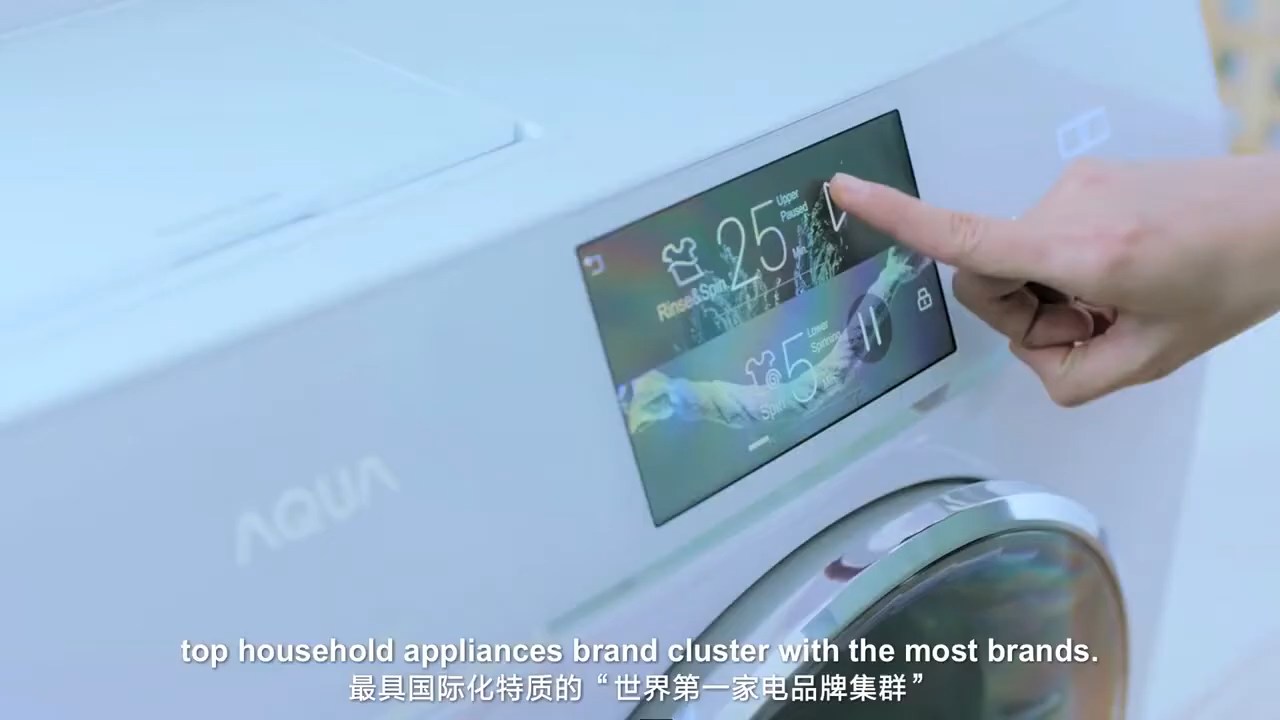 25
Upper
Paused
Min.
Rinse&Spin
5
Lower
Spinning
Min.
Spin
AQUA
top household appliances brand cluster with the most brands.
最具国际化特质的“世界第一家电品牌集群”